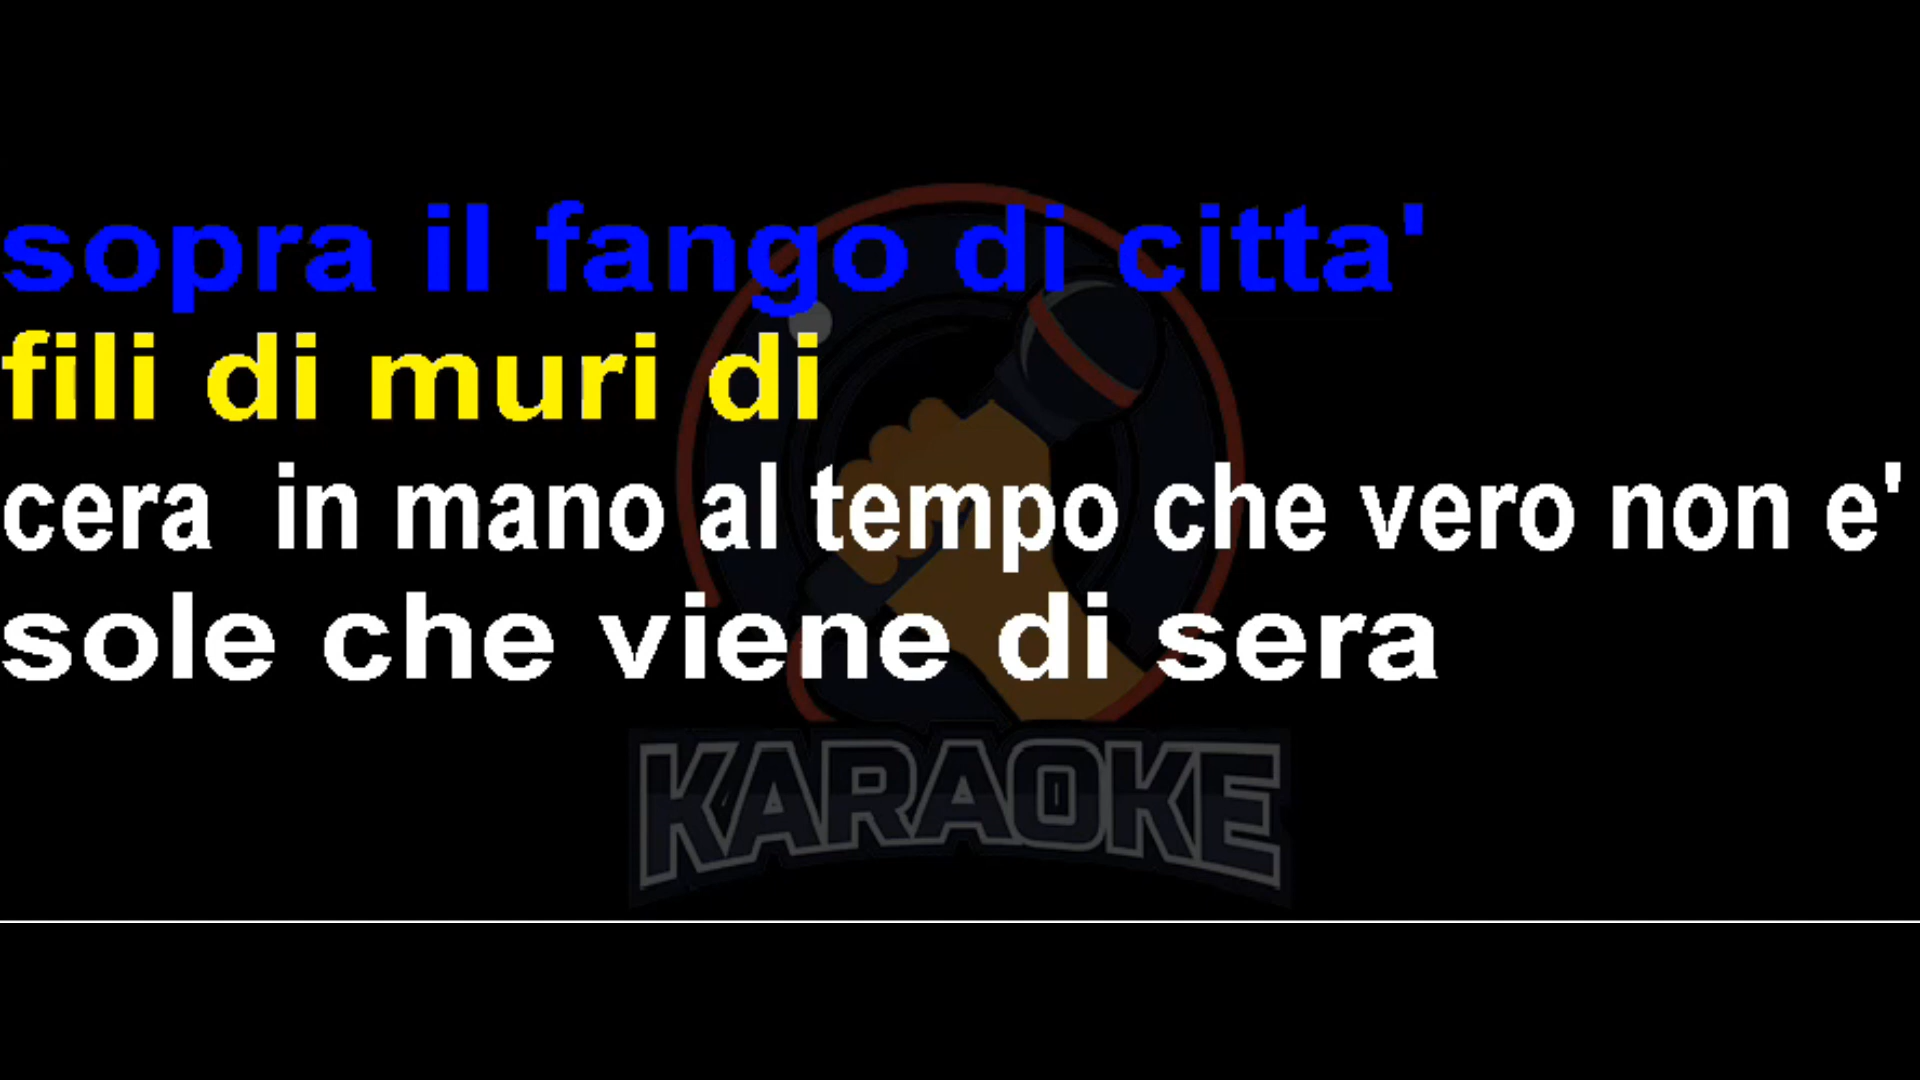 sopra il fango di citta'
fili di muri di
cera  in mano al tempo che vero non e'
sole che viene di sera
KARAOKE